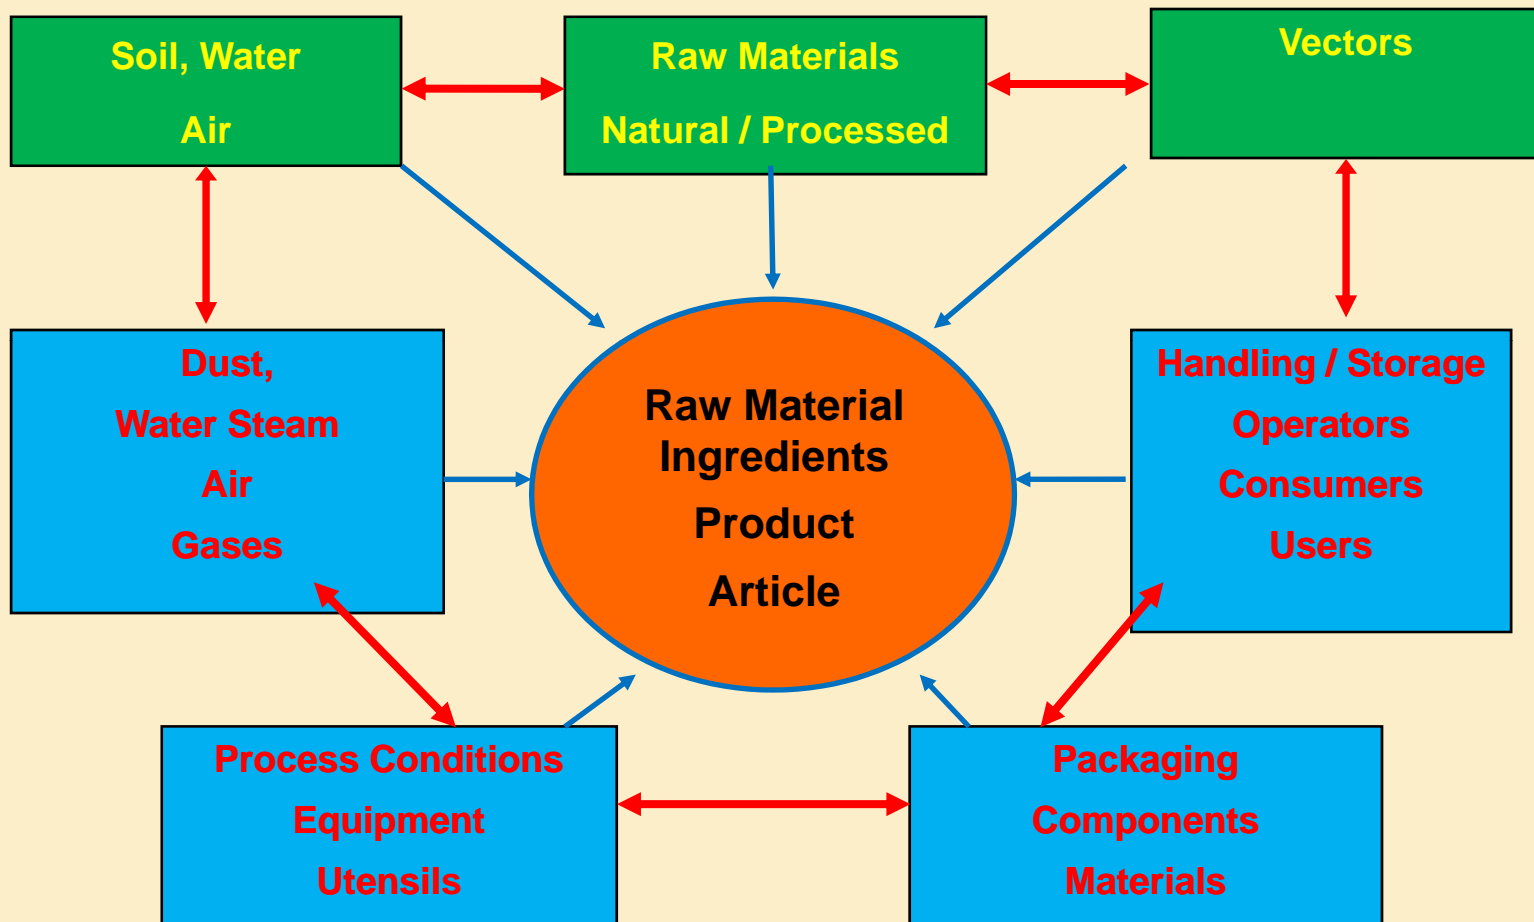 Soil, Water
Air
Raw Materials
Natural / Processed
Vectors
Dust,
Water Steam
Air
Gases
Raw Material
Ingredients
Product
Article
Handling / Storage
Operators
Consumers
Users
Process Conditions
Equipment
Utensils
Packaging
Components
Materials